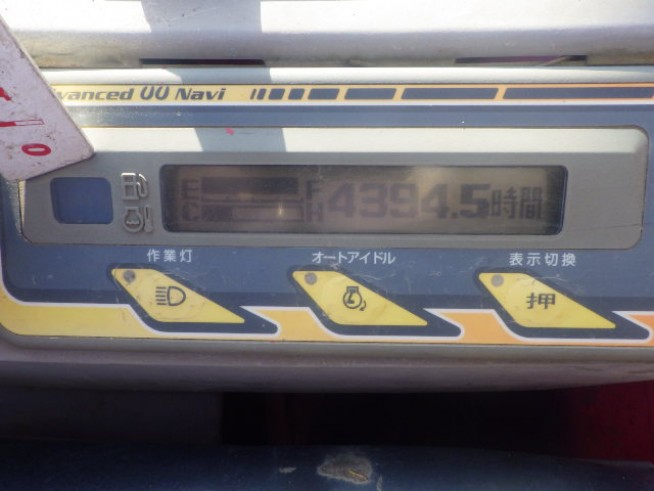 vanced 00 Navi
E F 4394.5時間
C H
作業灯 オートアイドル 表示切換
押